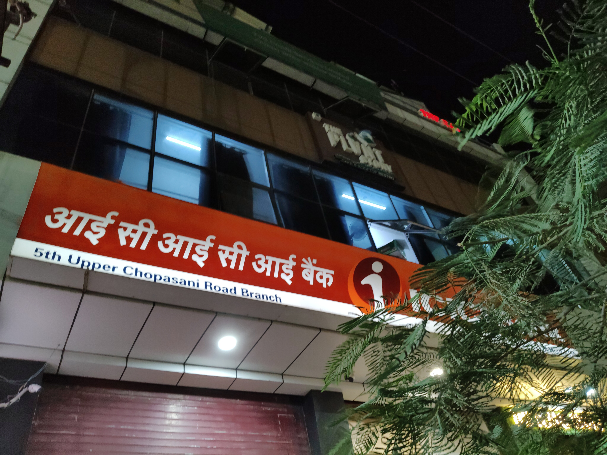 आई सी आई सी आई बैंक
5th Upper Chopasani Road Branch